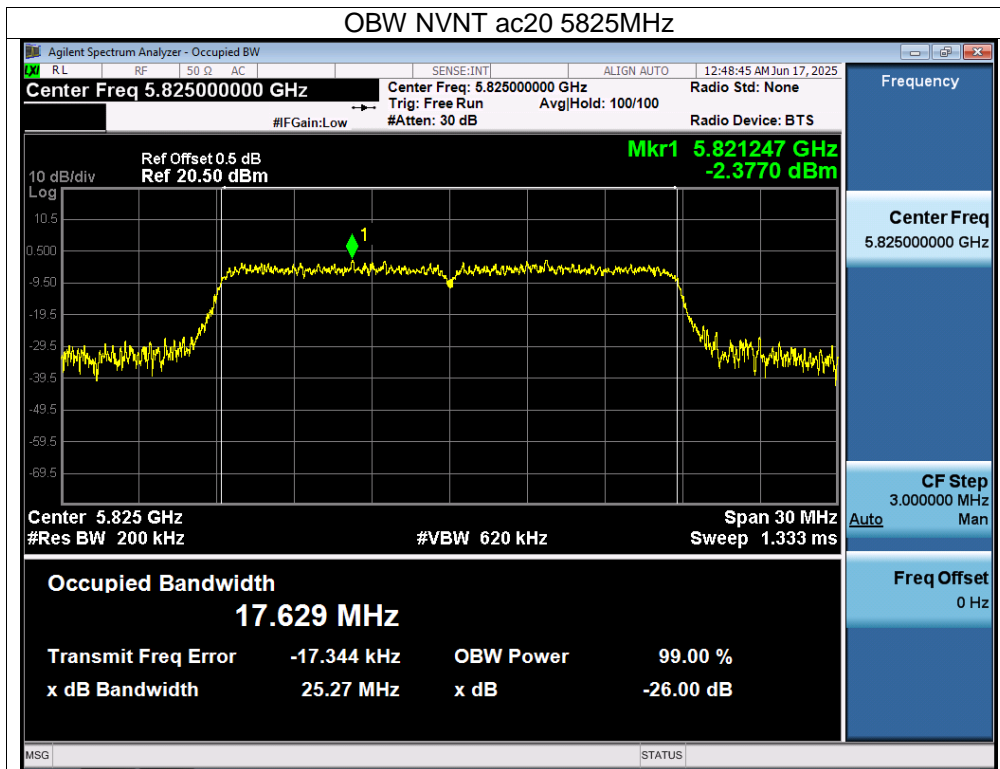 OBW NVNT ac20 5825MHz
Agilent Spectrum Analyzer - Occupied BW
LXI RL RF 50 Ω AC SENSE:INT ALIGN AUTO 12:48:45 AM Jun 17, 2025
Center Freq 5.825000000 GHz
Center Freq: 5.825000000 GHz
Radio Std: None
Trig: Free Run Avg|Hold: 100/100
#IFGain:Low
#Atten: 30 dB
Radio Device: BTS
Mkr1 5.821247 GHz
-2.3770 dBm
Ref Offset 0.5 dB
10 dB/div Ref 20.50 dBm
Log
10.5
0.500
-9.50
-19.5
-29.5
-39.5
-49.5
-59.5
-69.5
1
Center 5.825 GHz Span 30 MHz
#Res BW 200 kHz #VBW 620 kHz Sweep 1.333 ms
Occupied Bandwidth
17.629 MHz
Transmit Freq Error -17.344 kHz OBW Power 99.00 %
x dB Bandwidth 25.27 MHz x dB -26.00 dB
Frequency
Center Freq
5.825000000 GHz
CF Step
3.000000 MHz
Auto Man
Freq Offset
0 Hz
MSG STATUS